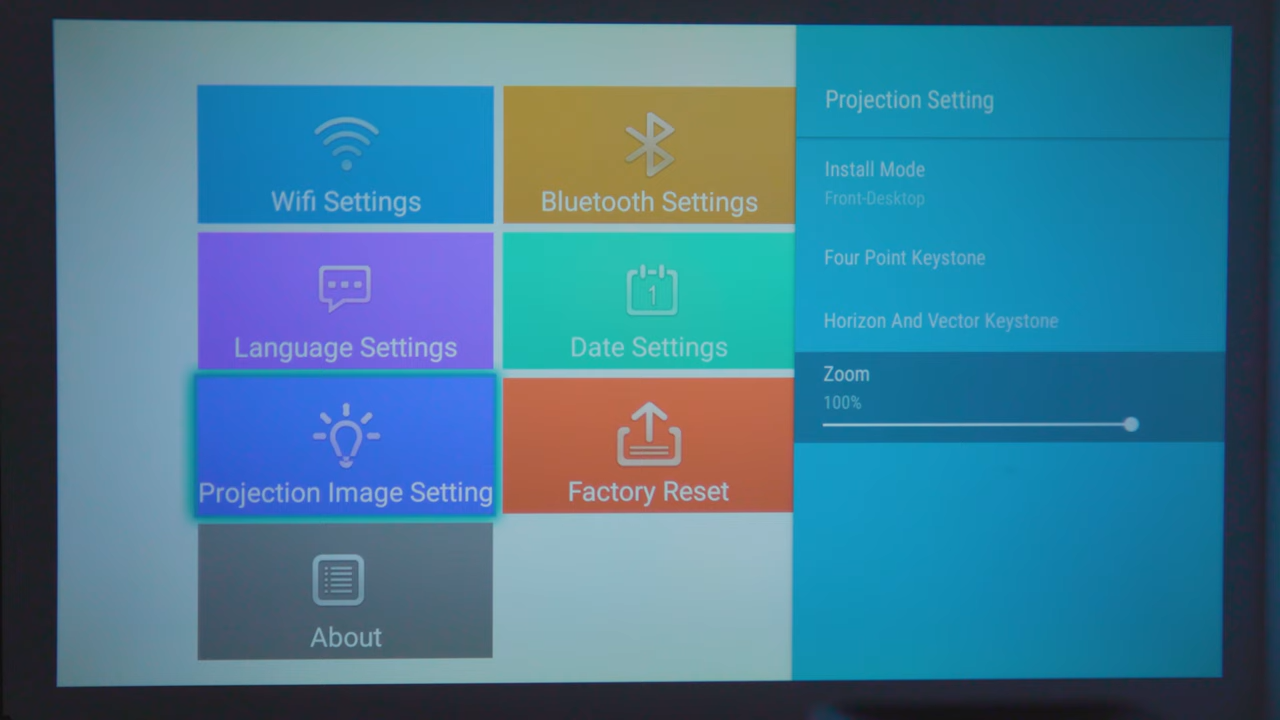 Wifi Settings
Bluetooth Settings
Language Settings
1
Date Settings
Projection Image Setting
Factory Reset
About
Projection Setting
Install Mode
Front-Desktop
Four Point Keystone
Horizon And Vector Keystone
Zoom
100%